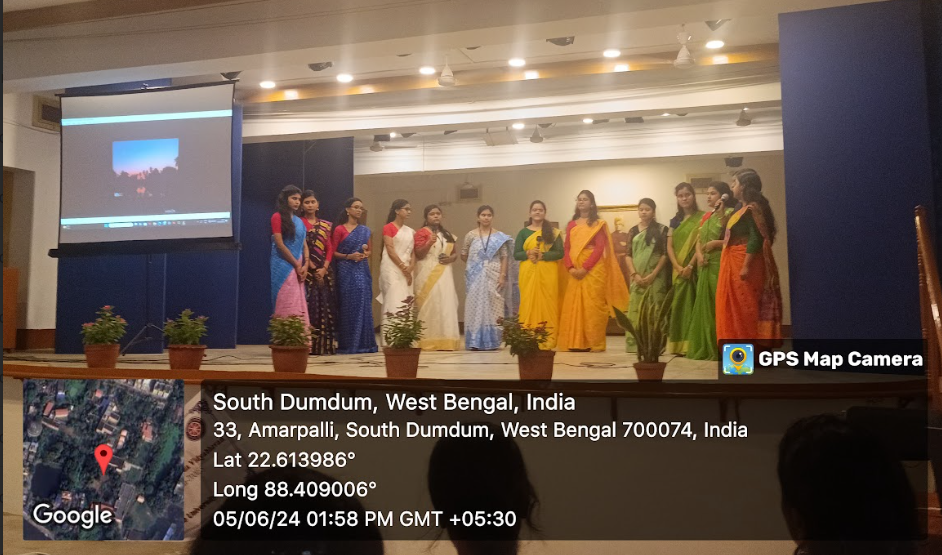 GPS Map Camera
South Dumdum, West Bengal, India
33, Amarpalli, South Dumdum, West Bengal 700074, India
Lat 22.613986°
Long 88.409006°
05/06/24 01:58 PM GMT +05:30
Google